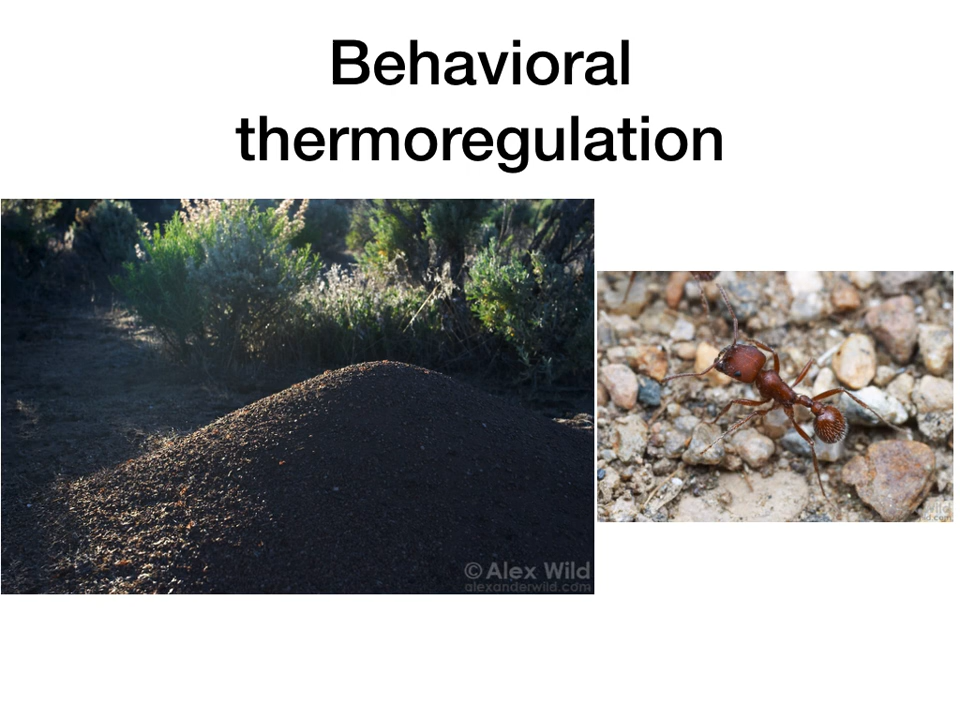 Behavioral
thermoregulation
© Alex Wild
alexanderwild.com